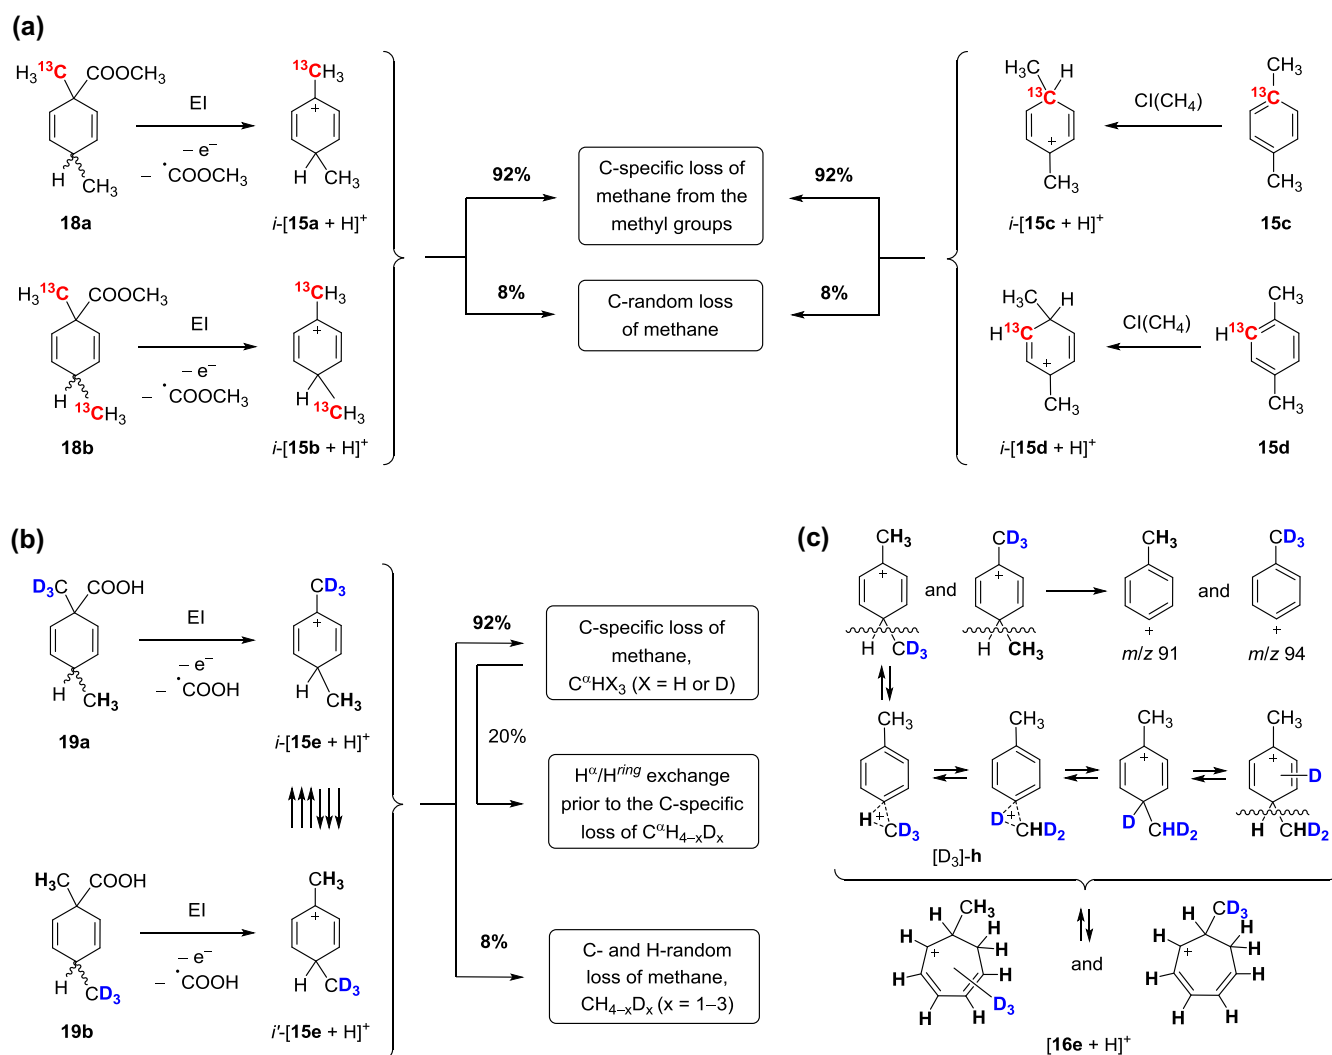 (a)
H3 13C COOCH3
H CH3
18a
EI
– e–
– •COOCH3
13CH3
+
H CH3
i-[15a + H]+
H3 13C COOCH3
H 13CH3
18b
EI
– e–
– •COOCH3
13CH3
+
H 13CH3
i-[15b + H]+
92%
8%
C-specific loss of
methane from the
methyl groups
C-random loss
of methane
92%
8%
H3C H
13C
+
CH3
i-[15c + H]+
CI(CH4)
CH3
13C
CH3
15c
H3C H
H13C
+
CH3
i-[15d + H]+
CI(CH4)
CH3
H13C
CH3
15d
(b)
D3C COOH
H CH3
19a
EI
– e–
– •COOH
CD3
+
H CH3
i-[15e + H]+
H3C COOH
H CD3
19b
EI
– e–
– •COOH
CH3
+
H CD3
i'-[15e + H]+
92%
20%
8%
C-specific loss of
methane,
CαHX3 (X = H or D)
Hα/Hring exchange
prior to the C-specific
loss of CαH4–xDx
C- and H-random
loss of methane,
CH4–xDx (x = 1–3)
(c)
CH3
+
H CD3
and
CD3
+
H CH3
CH3
+
m/z 91
and
CD3
+
m/z 94
CH3
H + CD3
[D3]-h
CH3
D + CHD2
CH3
+
D CHD2
CH3
+
D
H CHD2
H CH3
H H H
+
H H
H H
D3
and
CD3
H H
H H
+
H H
H H
[16e + H]+